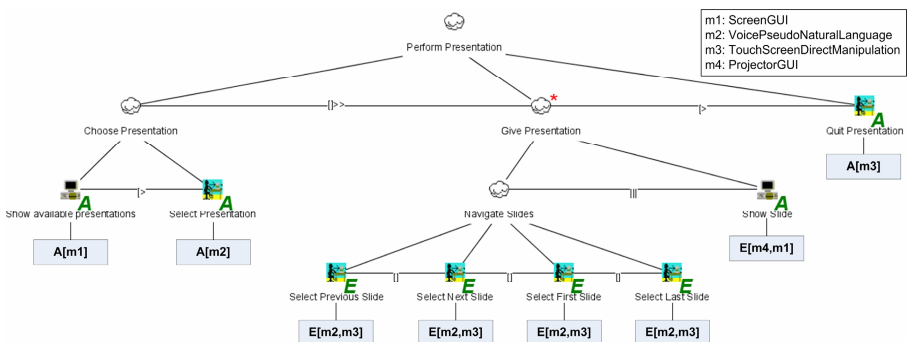 m1: ScreenGUI
m2: VoicePseudoNaturalLanguage
m3: TouchScreenDirectManipulation
m4: ProjectorGUI
Perform Presentation
[]>> * [> A
Choose Presentation Give Presentation Quit Presentation
A[m3]
A [> A ||| A
Show available presentations Select Presentation Navigate Slides Show Slide
A[m1] A[m2] E[m4,m1]
E [] E [] E [] E
Select Previous Slide Select Next Slide Select First Slide Select Last Slide
E[m2,m3] E[m2,m3] E[m2,m3] E[m2,m3]